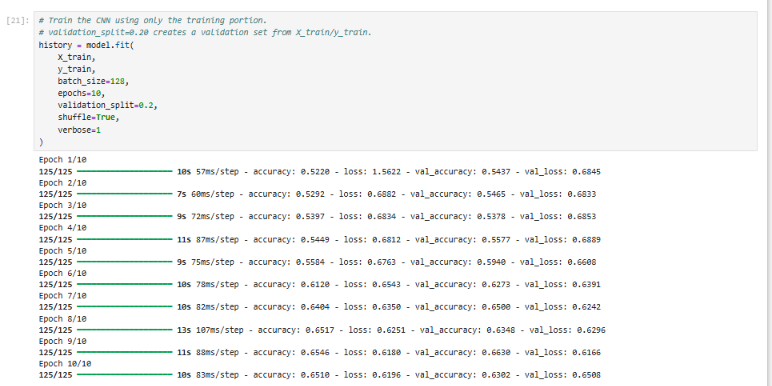 [21]: # Train the CNN using only the training portion.
# validation_split=0.20 creates a validation set from X_train/y_train.
history = model.fit(
    X_train,
    y_train,
    batch_size=128,
    epochs=10,
    validation_split=0.2,
    shuffle=True,
    verbose=1
)
Epoch 1/10
125/125 10s 57ms/step - accuracy: 0.5220 - loss: 1.5622 - val_accuracy: 0.5437 - val_loss: 0.6845
Epoch 2/10
125/125 7s 60ms/step - accuracy: 0.5292 - loss: 0.6882 - val_accuracy: 0.5465 - val_loss: 0.6833
Epoch 3/10
125/125 9s 72ms/step - accuracy: 0.5397 - loss: 0.6834 - val_accuracy: 0.5378 - val_loss: 0.6853
Epoch 4/10
125/125 11s 87ms/step - accuracy: 0.5449 - loss: 0.6812 - val_accuracy: 0.5577 - val_loss: 0.6889
Epoch 5/10
125/125 9s 75ms/step - accuracy: 0.5584 - loss: 0.6763 - val_accuracy: 0.5940 - val_loss: 0.6608
Epoch 6/10
125/125 10s 78ms/step - accuracy: 0.6120 - loss: 0.6543 - val_accuracy: 0.6273 - val_loss: 0.6391
Epoch 7/10
125/125 10s 82ms/step - accuracy: 0.6404 - loss: 0.6350 - val_accuracy: 0.6500 - val_loss: 0.6242
Epoch 8/10
125/125 13s 107ms/step - accuracy: 0.6517 - loss: 0.6251 - val_accuracy: 0.6348 - val_loss: 0.6296
Epoch 9/10
125/125 11s 88ms/step - accuracy: 0.6546 - loss: 0.6180 - val_accuracy: 0.6630 - val_loss: 0.6166
Epoch 10/10
125/125 10s 83ms/step - accuracy: 0.6510 - loss: 0.6196 - val_accuracy: 0.6302 - val_loss: 0.6508